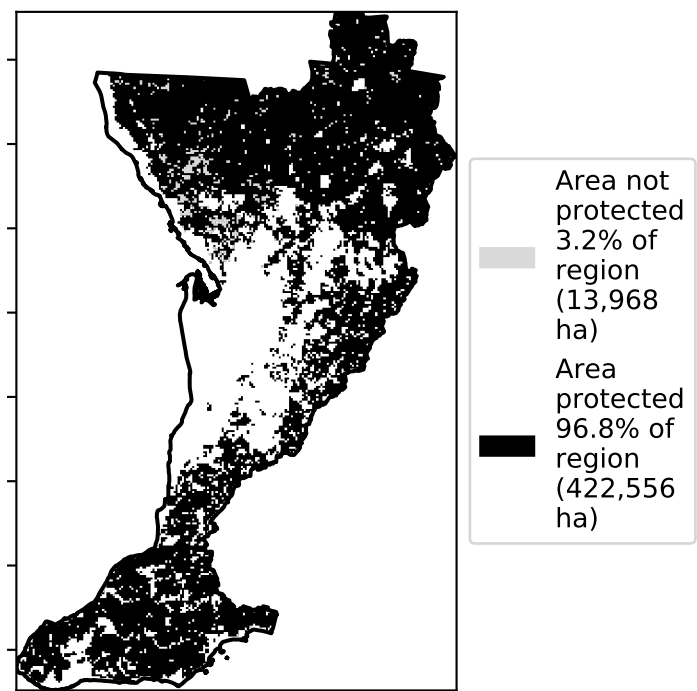 Area not
protected
3.2% of
region
(13,968
ha)
Area
protected
96.8% of
region
(422,556
ha)